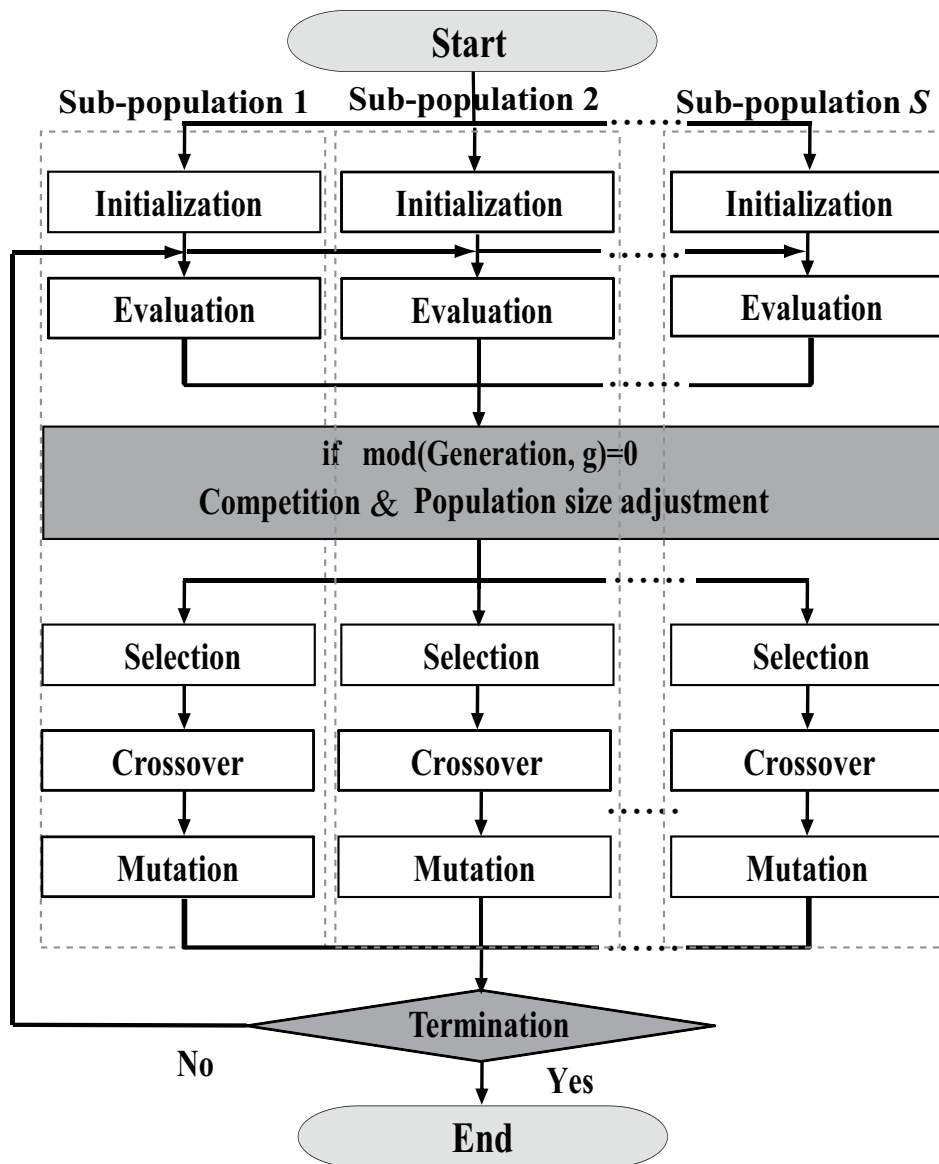 Start
Sub-population 1 Sub-population 2 Sub-population S
Initialization Initialization Initialization
Evaluation Evaluation Evaluation
if mod(Generation, g)=0
Competition & Population size adjustment
Selection Selection Selection
Crossover Crossover Crossover
Mutation Mutation Mutation
Termination
No
Yes
End